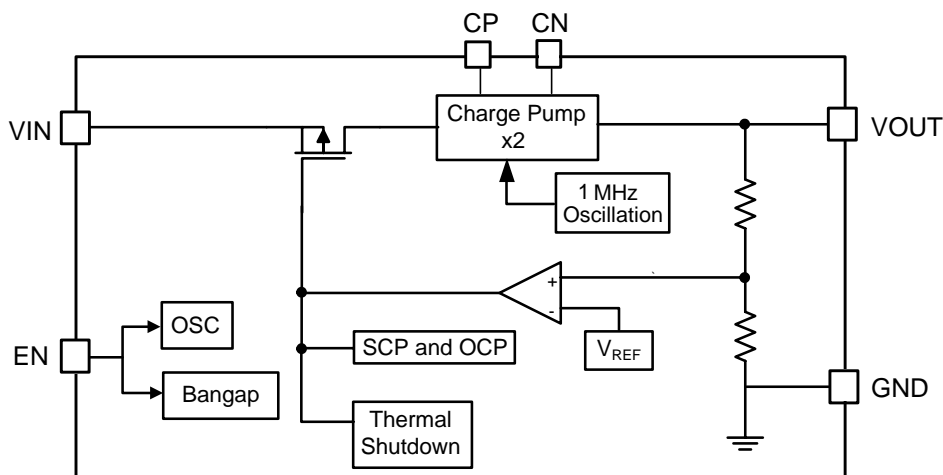 CP
CN
VIN
Charge Pump
x2
VOUT
1 MHz
Oscillation
+
-
OSC
SCP and OCP
VREF
EN
Bangap
GND
Thermal
Shutdown